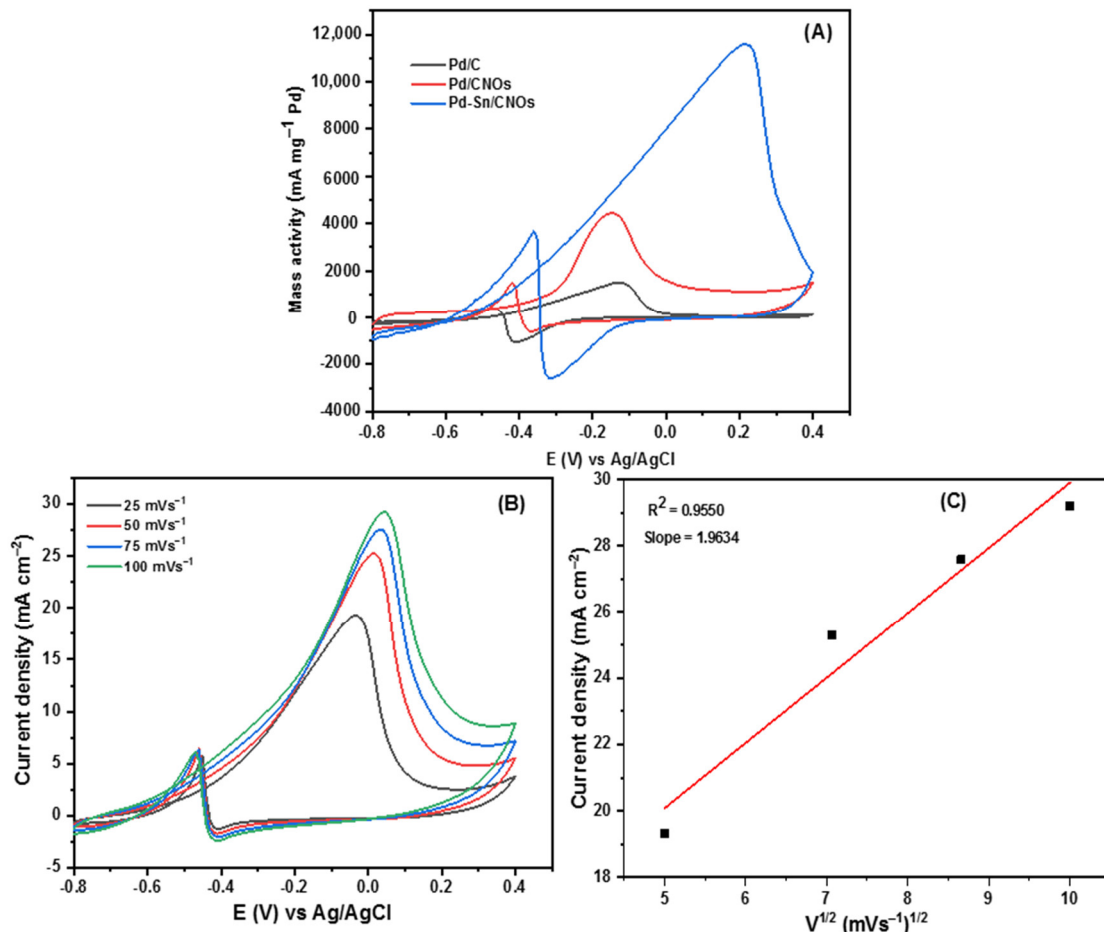 (A)
Pd/C
Pd/CNOs
Pd-Sn/CNOs
12,000
10,000
8000
6000
4000
2000
0
-2000
-4000
Mass activity (mA mg⁻¹ Pd)
-0.8 -0.6 -0.4 -0.2 0.0 0.2 0.4
E (V) vs Ag/AgCl
(B)
25 mVs⁻¹
50 mVs⁻¹
75 mVs⁻¹
100 mVs⁻¹
30
25
20
15
10
5
0
-5
Current density (mA cm⁻²)
-0.8 -0.6 -0.4 -0.2 0.0 0.2 0.4
E (V) vs Ag/AgCl
(C)
R² = 0.9550
Slope = 1.9634
30
28
26
24
22
20
18
Current density (mA cm⁻²)
5 6 7 8 9 10
V¹/² (mVs⁻¹)¹/²